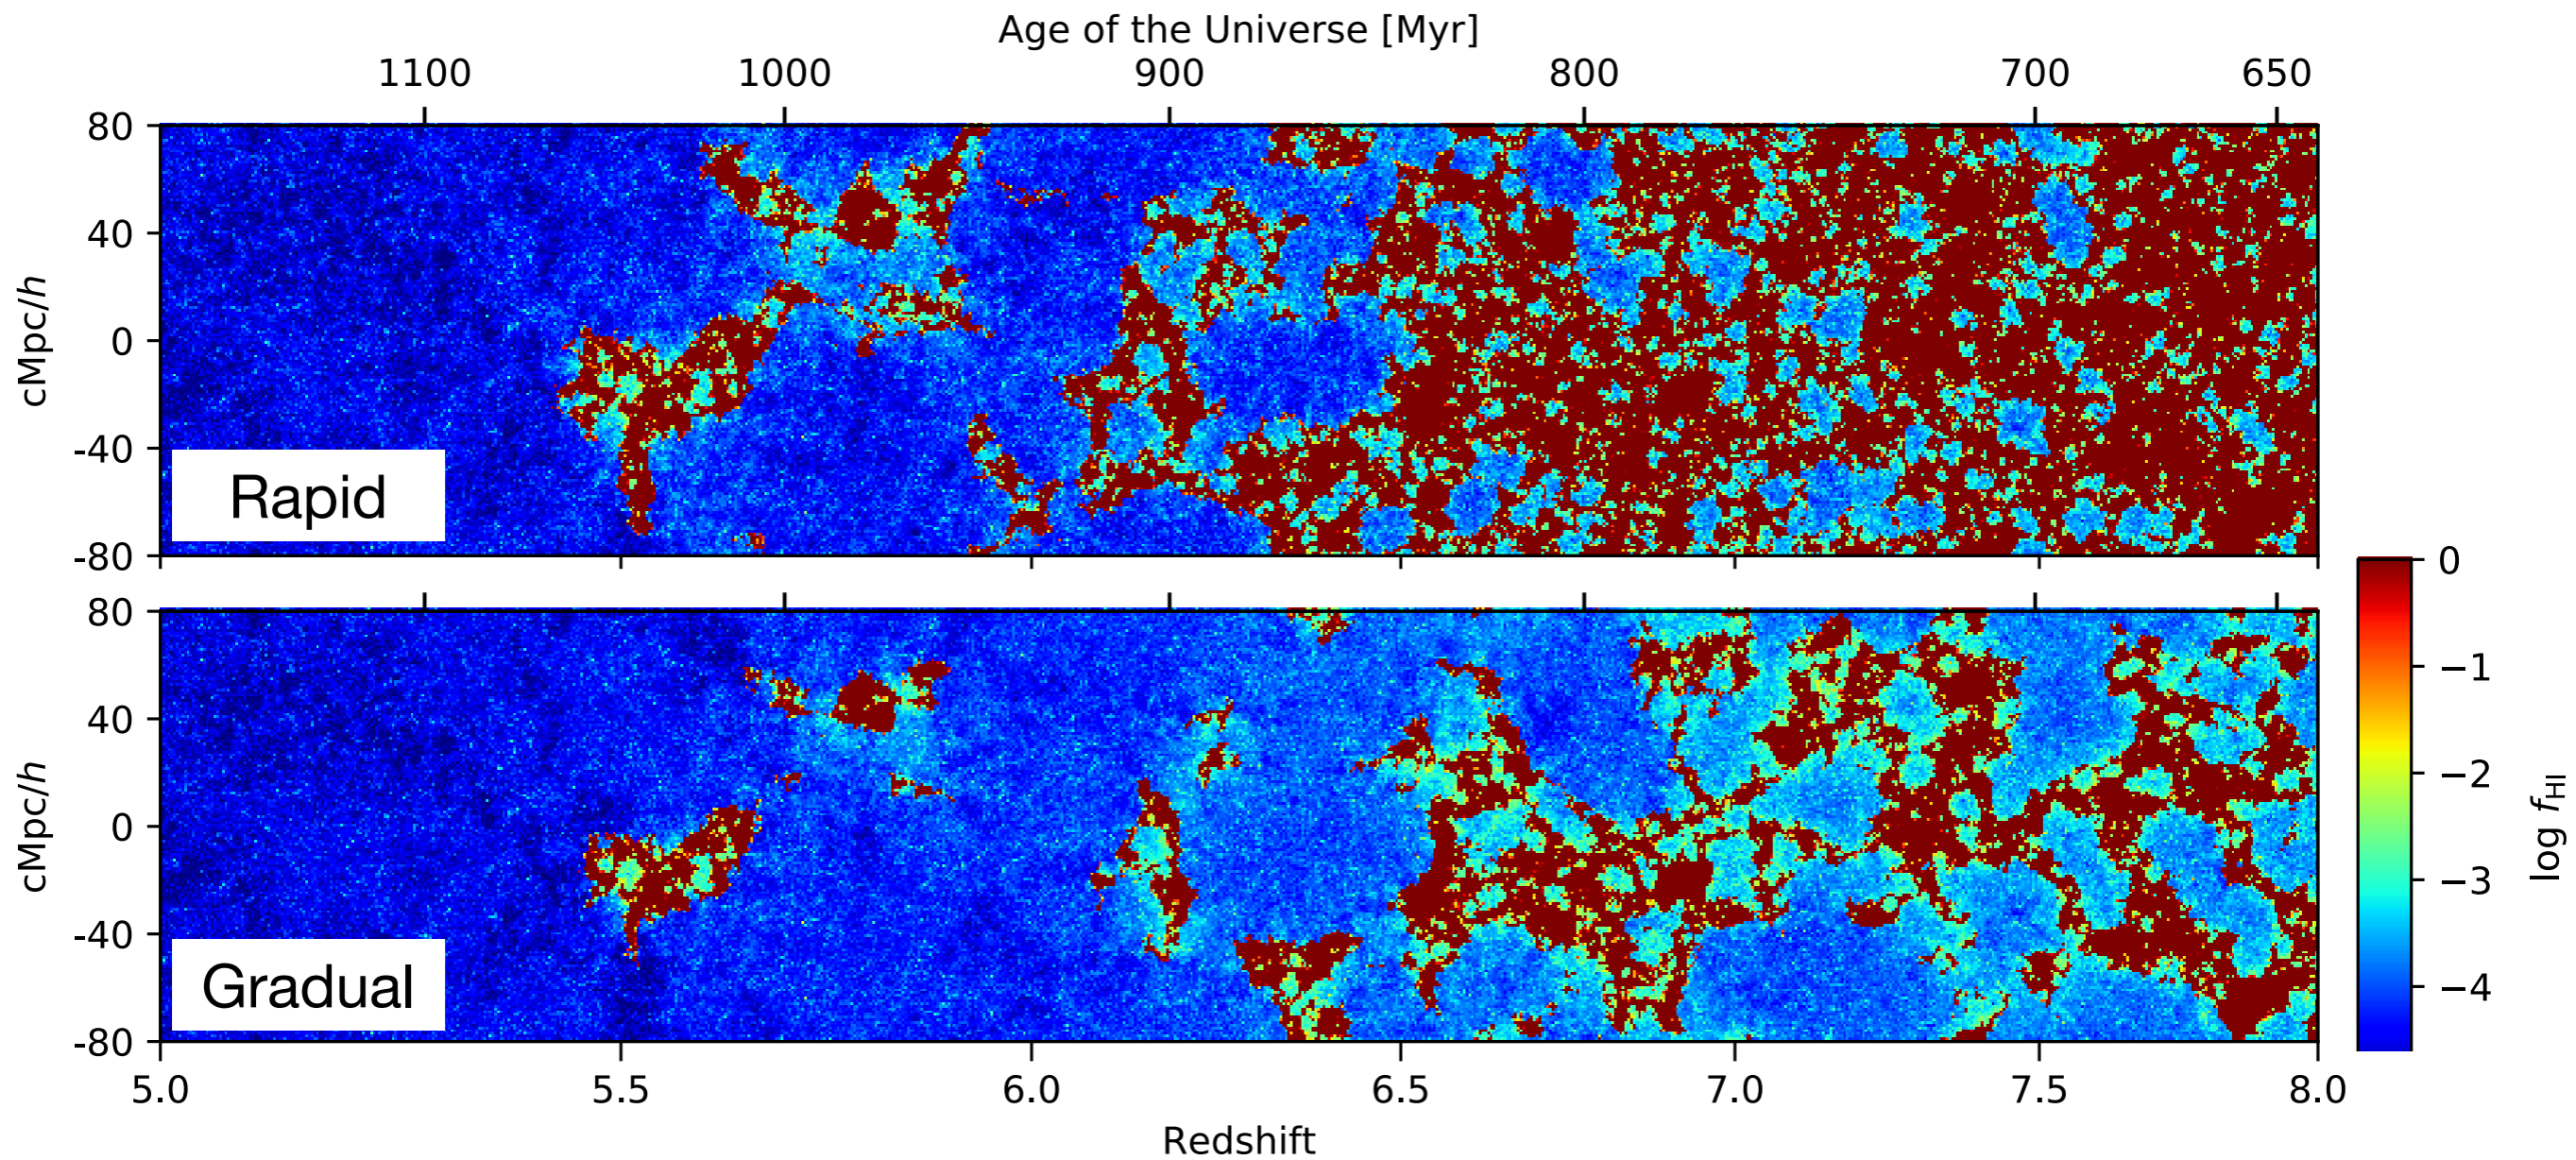 Age of the Universe [Myr]
1100 1000 900 800 700 650
80
40
0
-40
-80
cMpc/h
Rapid
80
40
0
-40
-80
cMpc/h
Gradual
5.0 5.5 6.0 6.5 7.0 7.5 8.0
Redshift
0
−1
−2
−3
−4
log fHI